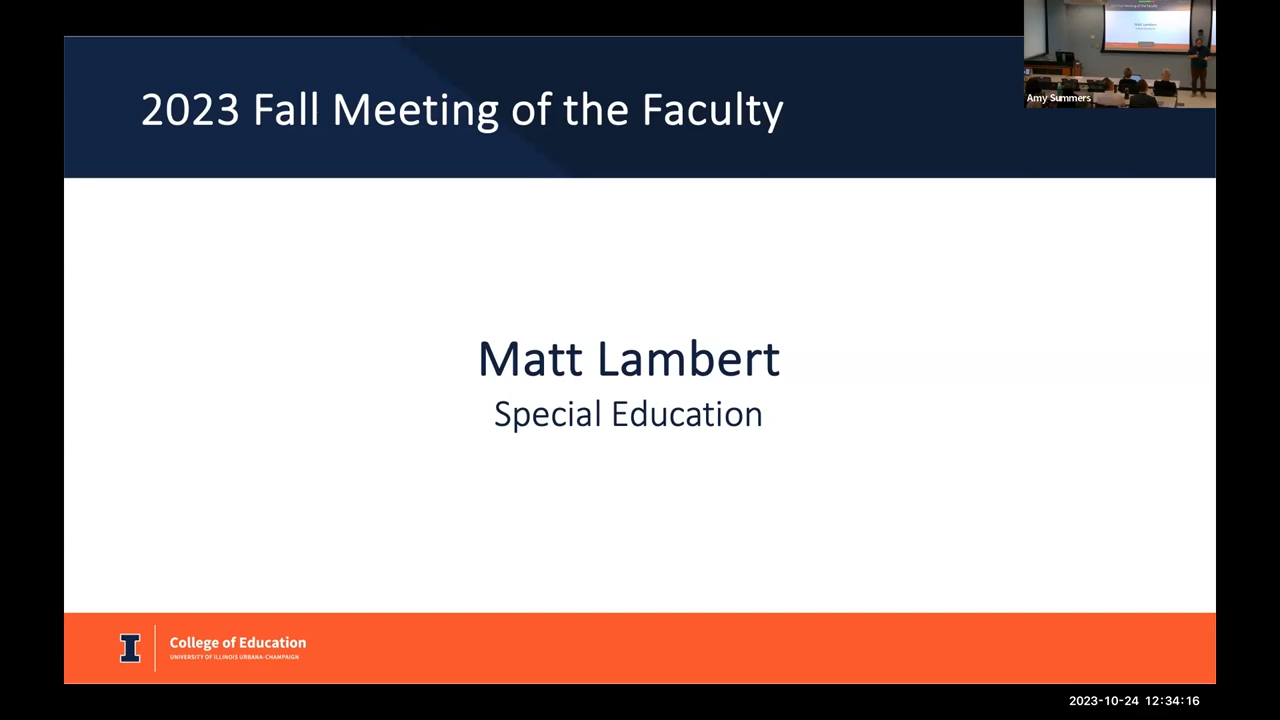 2023 Fall Meeting of the Faculty
Amy Summers
Matt Lambert
Special Education
I
College of Education
UNIVERSITY OF ILLINOIS URBANA-CHAMPAIGN
2023-10-24 12:34:16